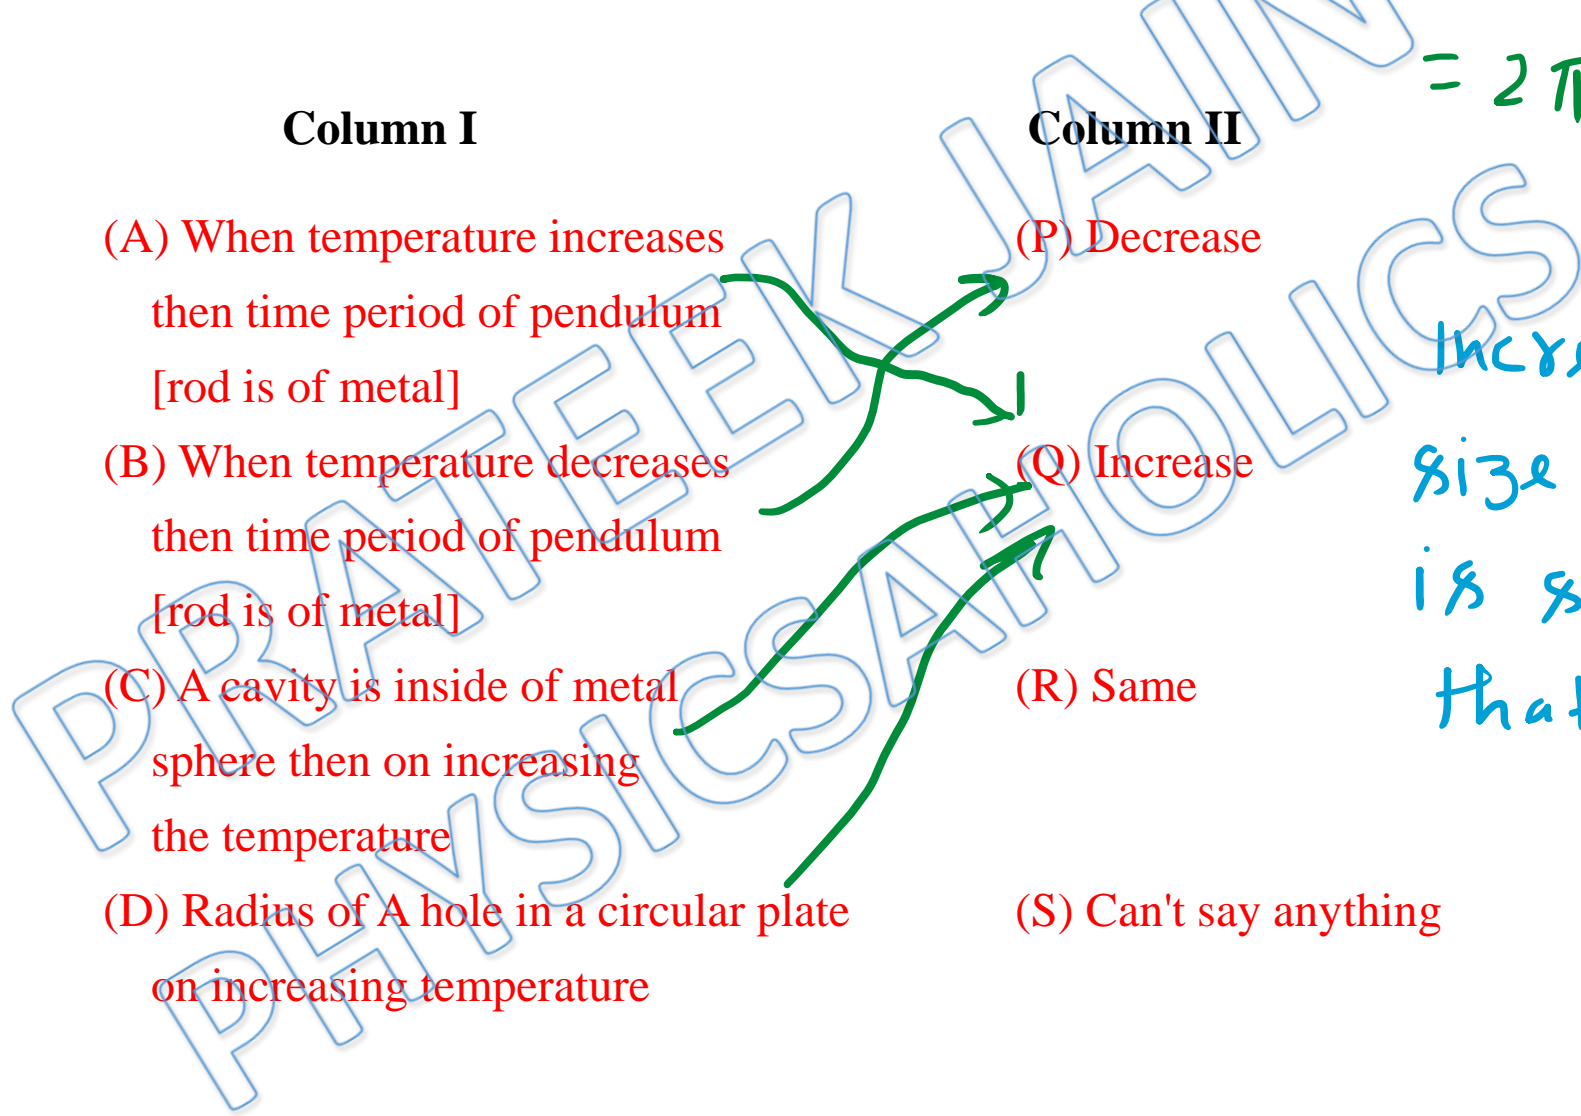 = 2π
Column I Column II
(A) When temperature increases (P) Decrease
then time period of pendulum
[rod is of metal]
(B) When temperature decreases (Q) Increase
then time period of pendulum
[rod is of metal]
(C) A cavity is inside of metal (R) Same
sphere then on increasing
the temperature
(D) Radius of A hole in a circular plate (S) Can't say anything
on increasing temperature
size
is
that
PRATEEK JAIN
PHYSICSAHOLICS